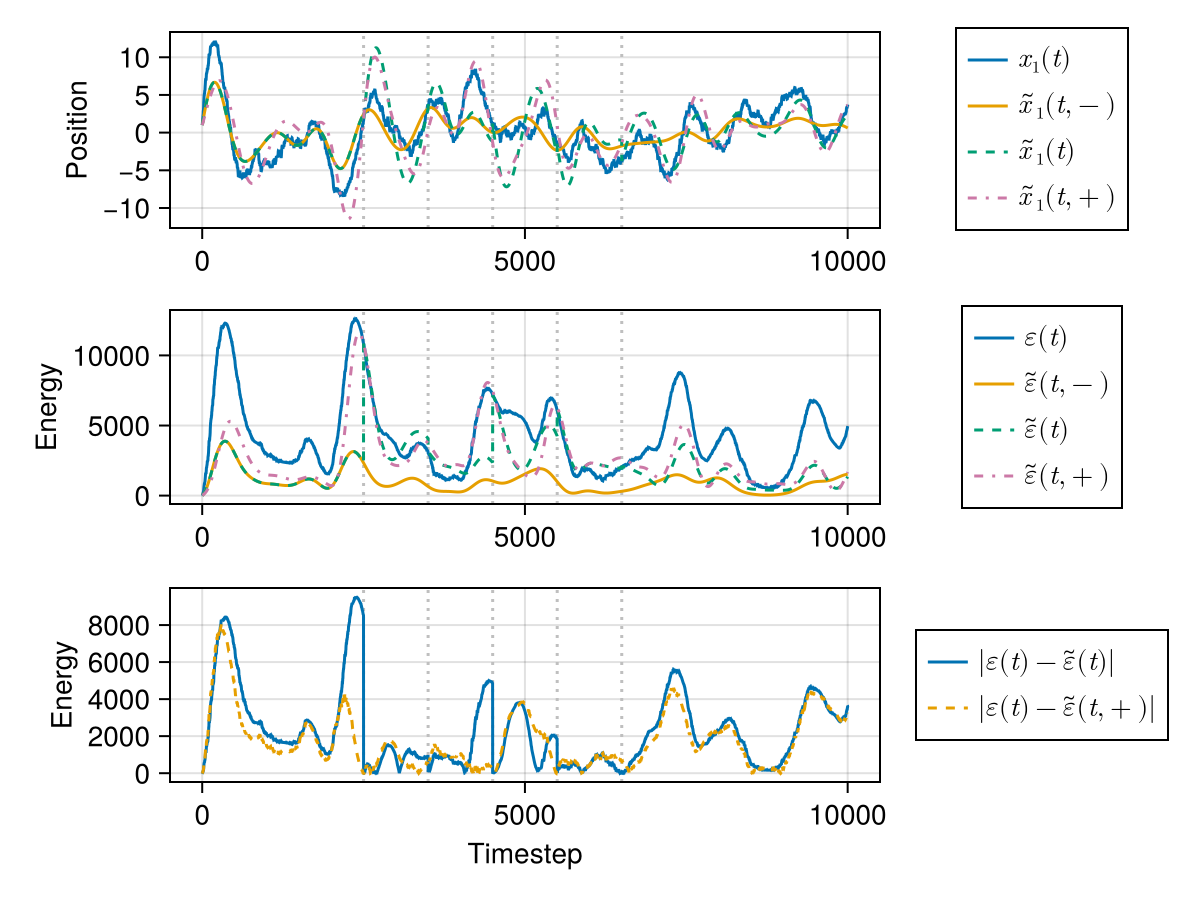 Position
10
5
0
−5
−10
0 5000 10000
x₁(t)
x̃₁(t, −)
x̃₁(t)
x̃₁(t, +)
Energy
10000
5000
0
0 5000 10000
ε(t)
ε̃(t, −)
ε̃(t)
ε̃(t, +)
Energy
8000
6000
4000
2000
0
0 5000 10000
Timestep
|ε(t) − ε̃(t)|
|ε(t) − ε̃(t, +)|